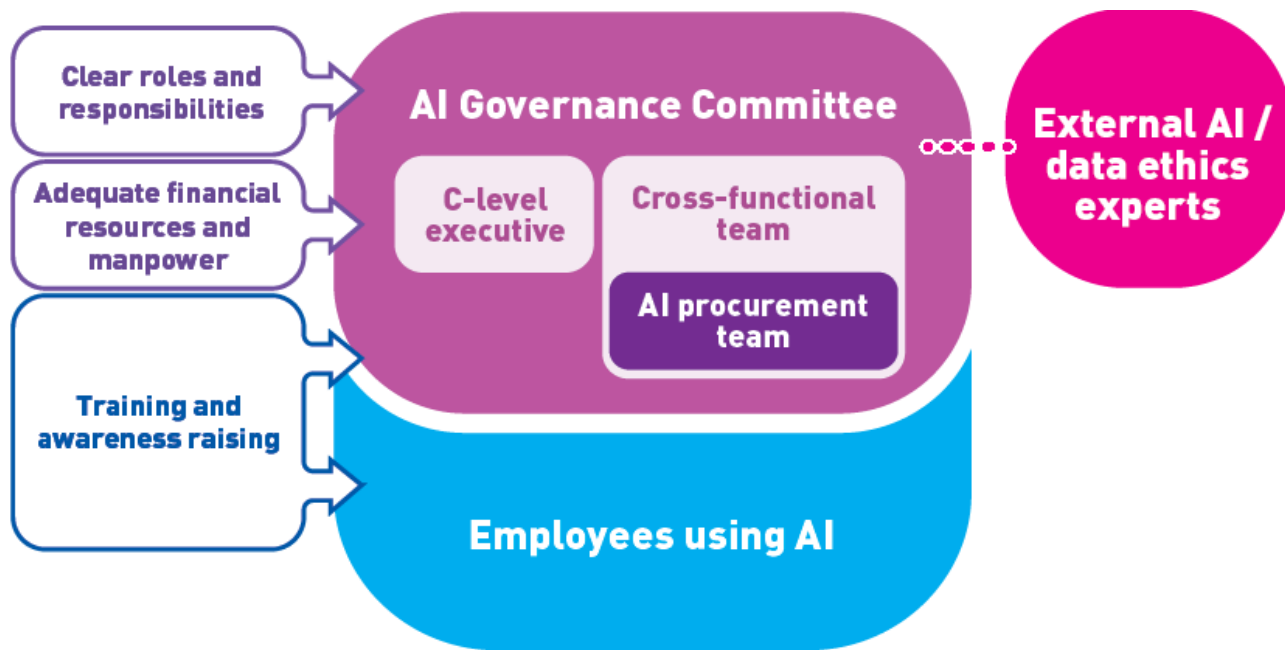 Clear roles and
responsibilities
Adequate financial
resources and
manpower
Training and
awareness raising
AI Governance Committee
C-level
executive
Cross-functional
team
AI procurement
team
Employees using AI
External AI /
data ethics
experts